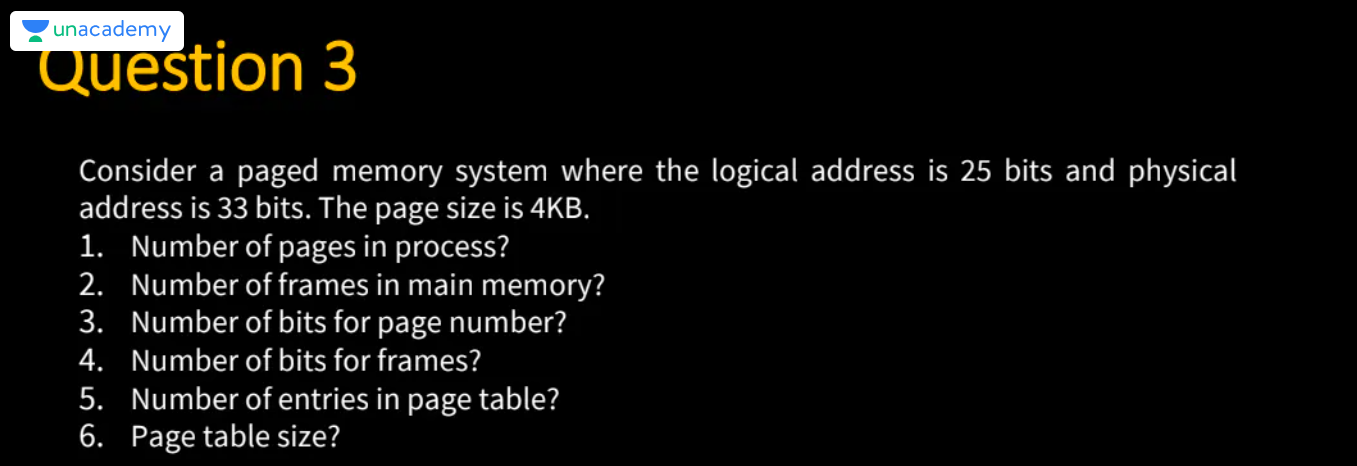 unacademy
Question 3
Consider a paged memory system where the logical address is 25 bits and physical
address is 33 bits. The page size is 4KB.
1. Number of pages in process?
2. Number of frames in main memory?
3. Number of bits for page number?
4. Number of bits for frames?
5. Number of entries in page table?
6. Page table size?